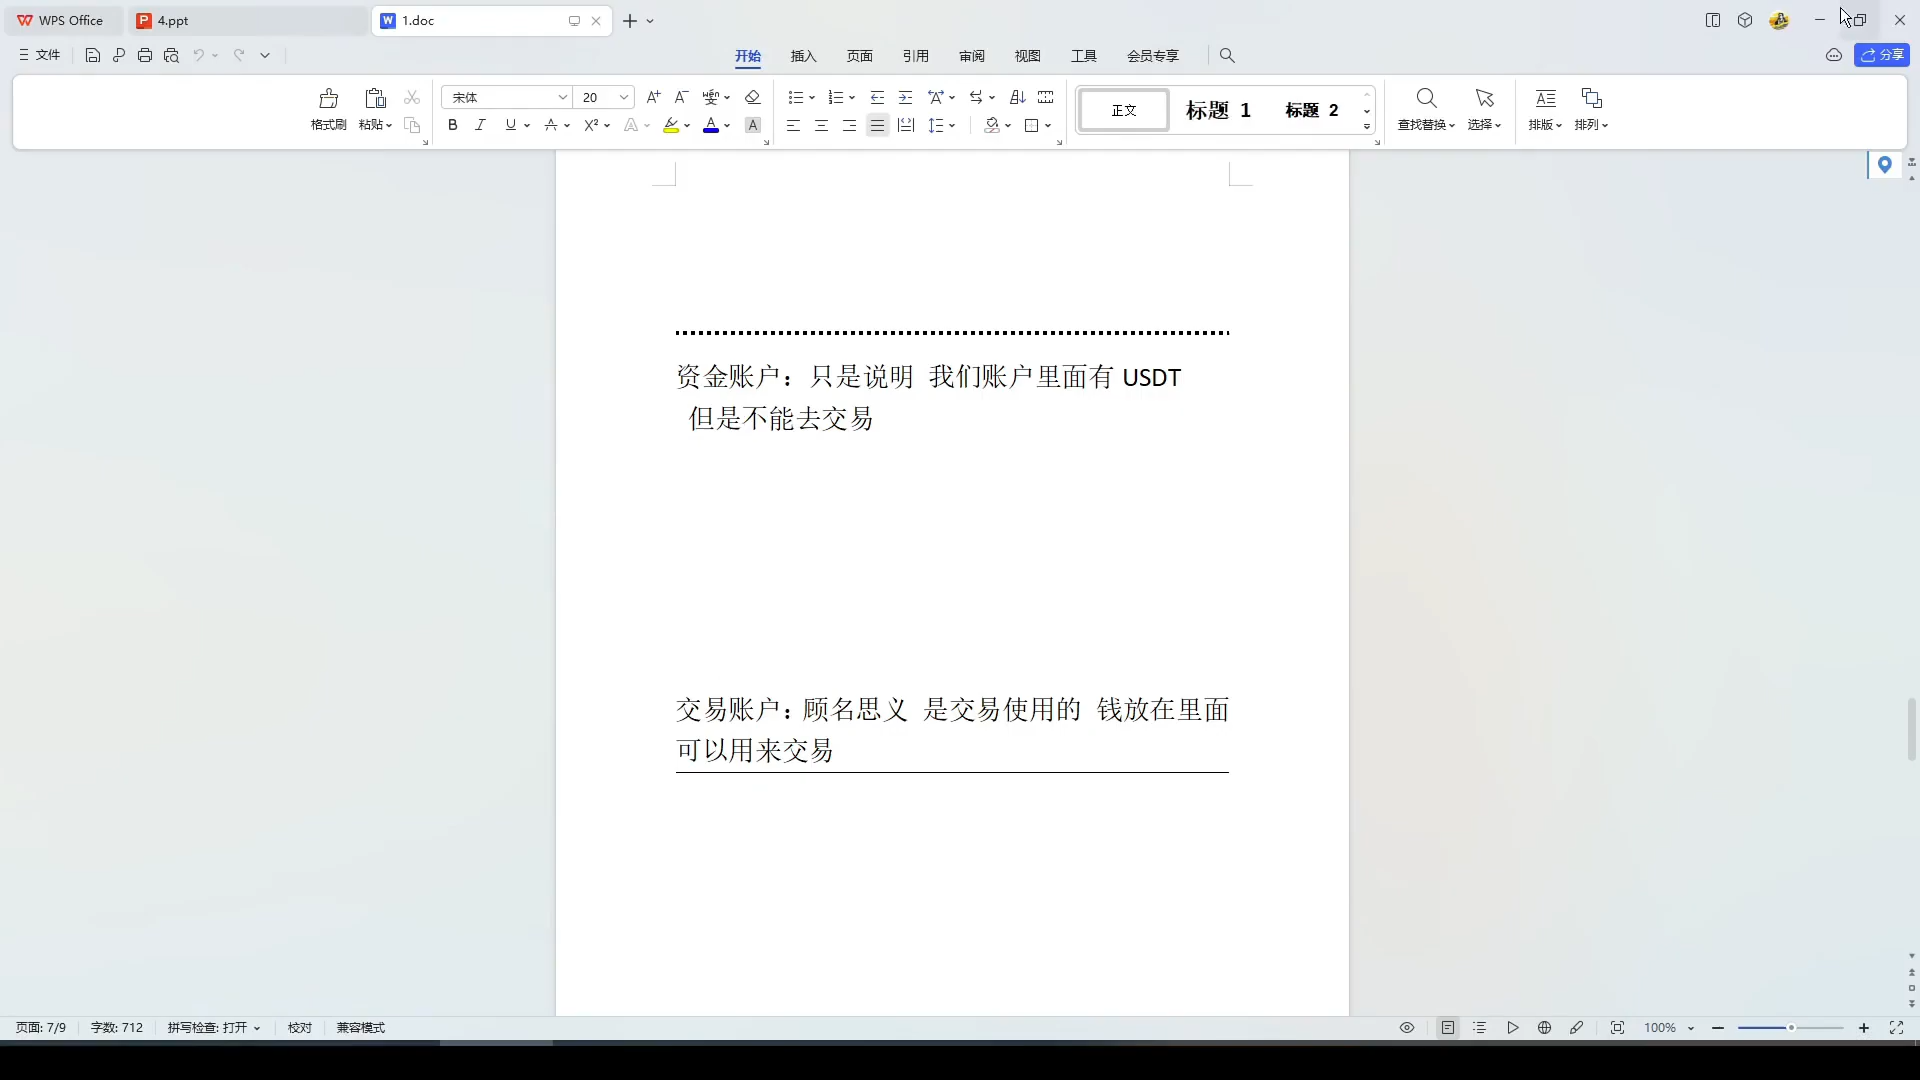 WPS Office
4.ppt
1.doc
文件
开始
插入
页面
引用
审阅
视图
工具
会员专享
分享
格式刷
粘贴
宋体
20
正文
标题 1
标题 2
查找替换
选择
排版
排列
资金账户：只是说明 我们账户里面有 USDT
但是不能去交易
交易账户：顾名思义 是交易使用的 钱放在里面
可以用来交易
页面: 7/9
字数: 712
拼写检查: 打开
校对
兼容模式
100%